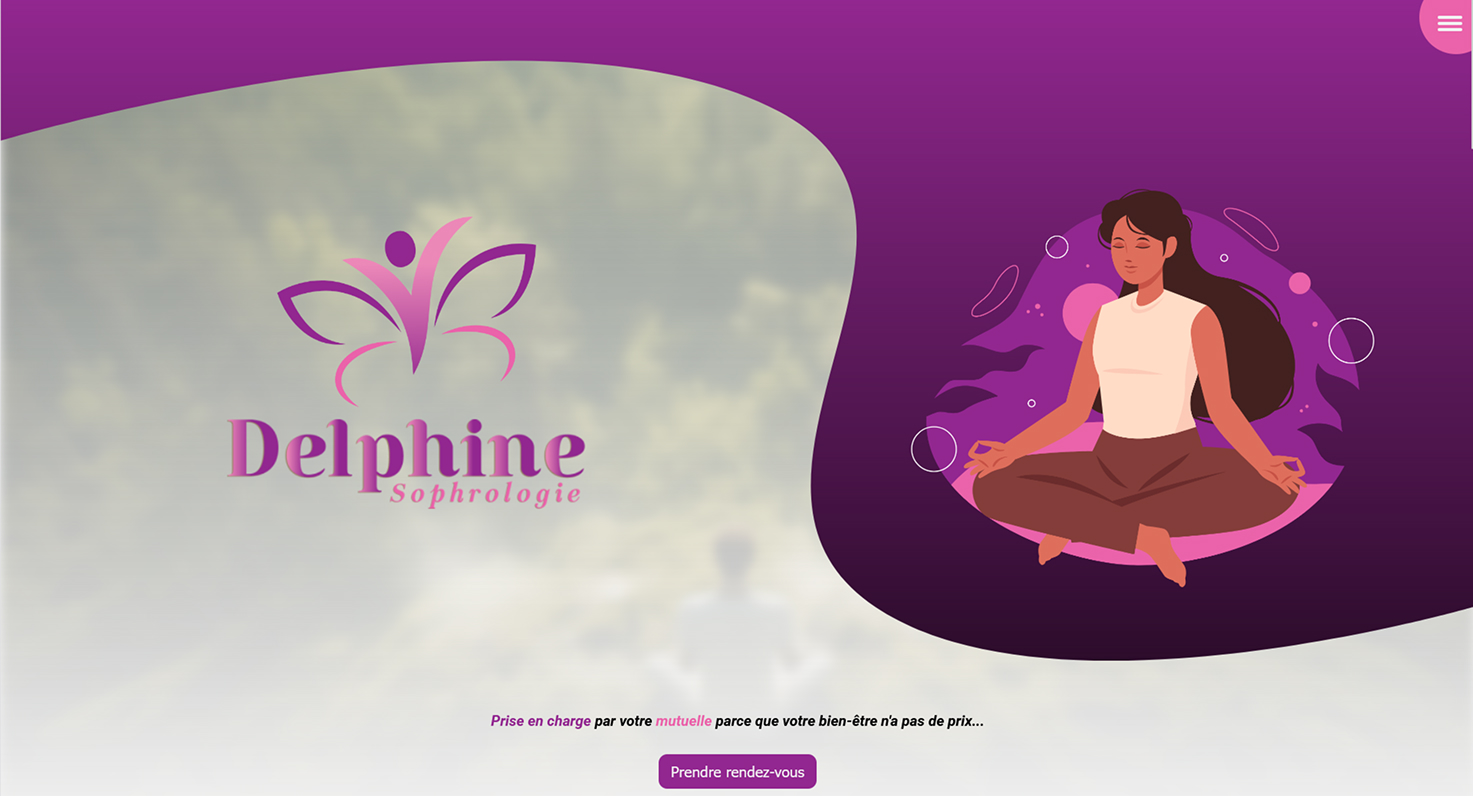 Delphine
Sophrologie
Prise en charge par votre mutuelle parce que votre bien-être n'a pas de prix...
Prendre rendez-vous